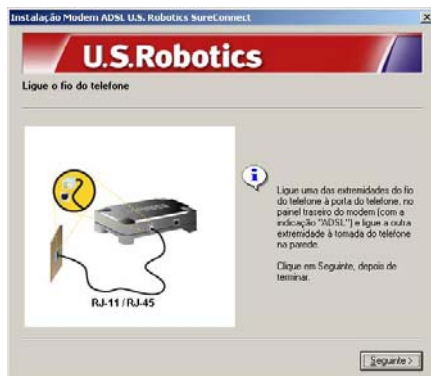 Instalação Modem ADSL U.S. Robotics SureConnect
U.S.Robotics
Ligue o fio do telefone
Ligue uma das extremidades do fio
do telefone à porta do telefone, no
painel traseiro do modem (com a
indicação "ADSL") e ligue a outra
extremidade à tomada do telefone
na parede.
Clique em Seguinte, depois de
terminar.
RJ-11 / RJ-45
Seguinte >